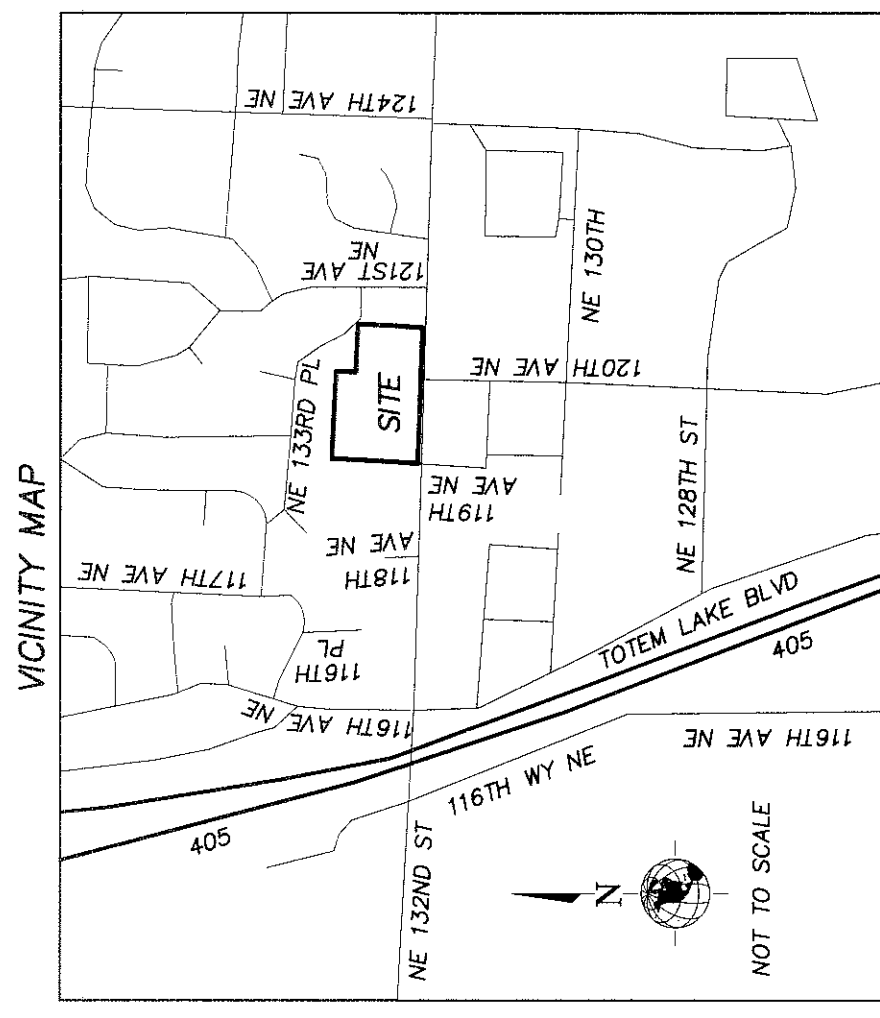 VICINITY MAP
124TH AVE NE
121ST AVE
NE
NE 130TH
NE 133RD PL
SITE
120TH AVE NE
119TH
AVE NE
118TH
AVE NE
NE 128TH ST
117TH AVE NE
116TH
PL
TOTEM LAKE BLVD
405
116TH AVE NE
116TH AVE NE
116TH WY NE
405
NE 132ND ST
N
NOT TO SCALE